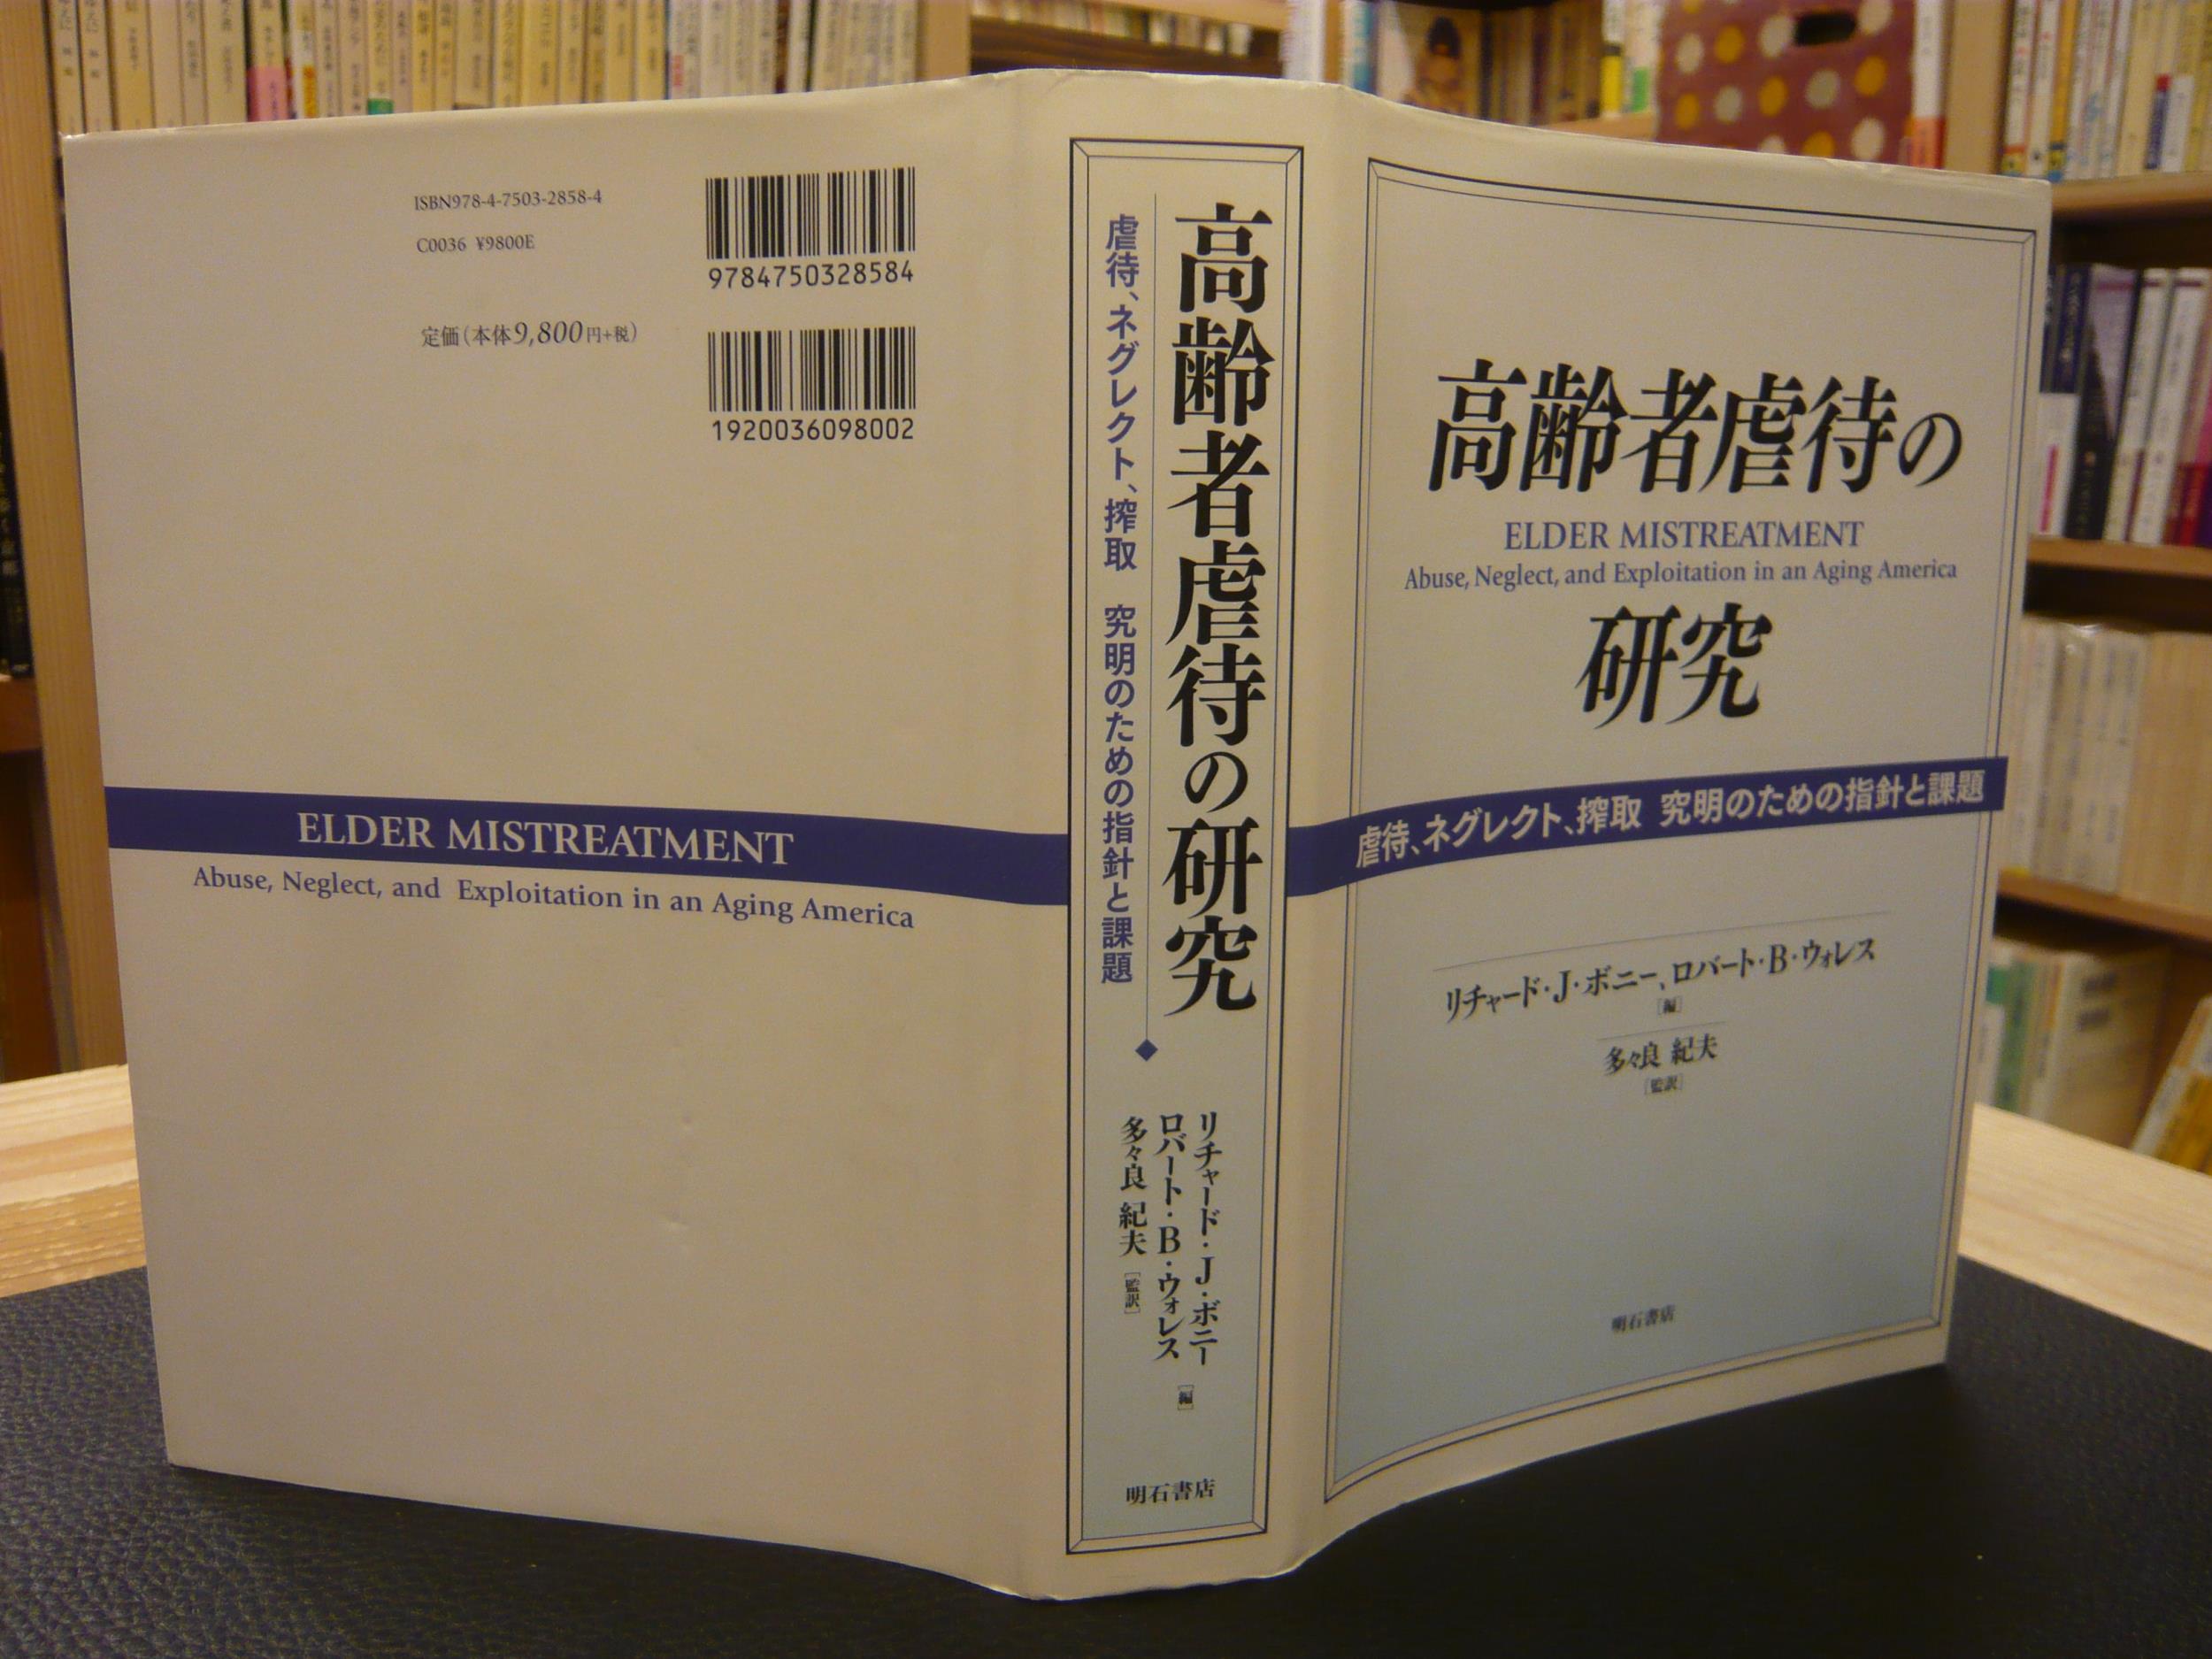 ISBN978-4-7503-2858-4
C0036 ¥9800E
定価(本体9,800円+税)
9784750328584
1920036098002
ELDER MISTREATMENT
Abuse, Neglect, and Exploitation in an Aging America
高齢者虐待の研究
虐待、ネグレクト、搾取 究明のための指針と課題
リチャード・J・ボニー
ロバート・B・ウォレス
[編]
多々良 紀夫[監訳]
明石書店
高齢者虐待の
ELDER MISTREATMENT
Abuse, Neglect, and Exploitation in an Aging America
研究
虐待、ネグレクト、搾取 究明のための指針と課題
リチャード・J・ボニー、ロバート・B・ウォレス
[編]
多々良 紀夫
[監訳]
明石書店